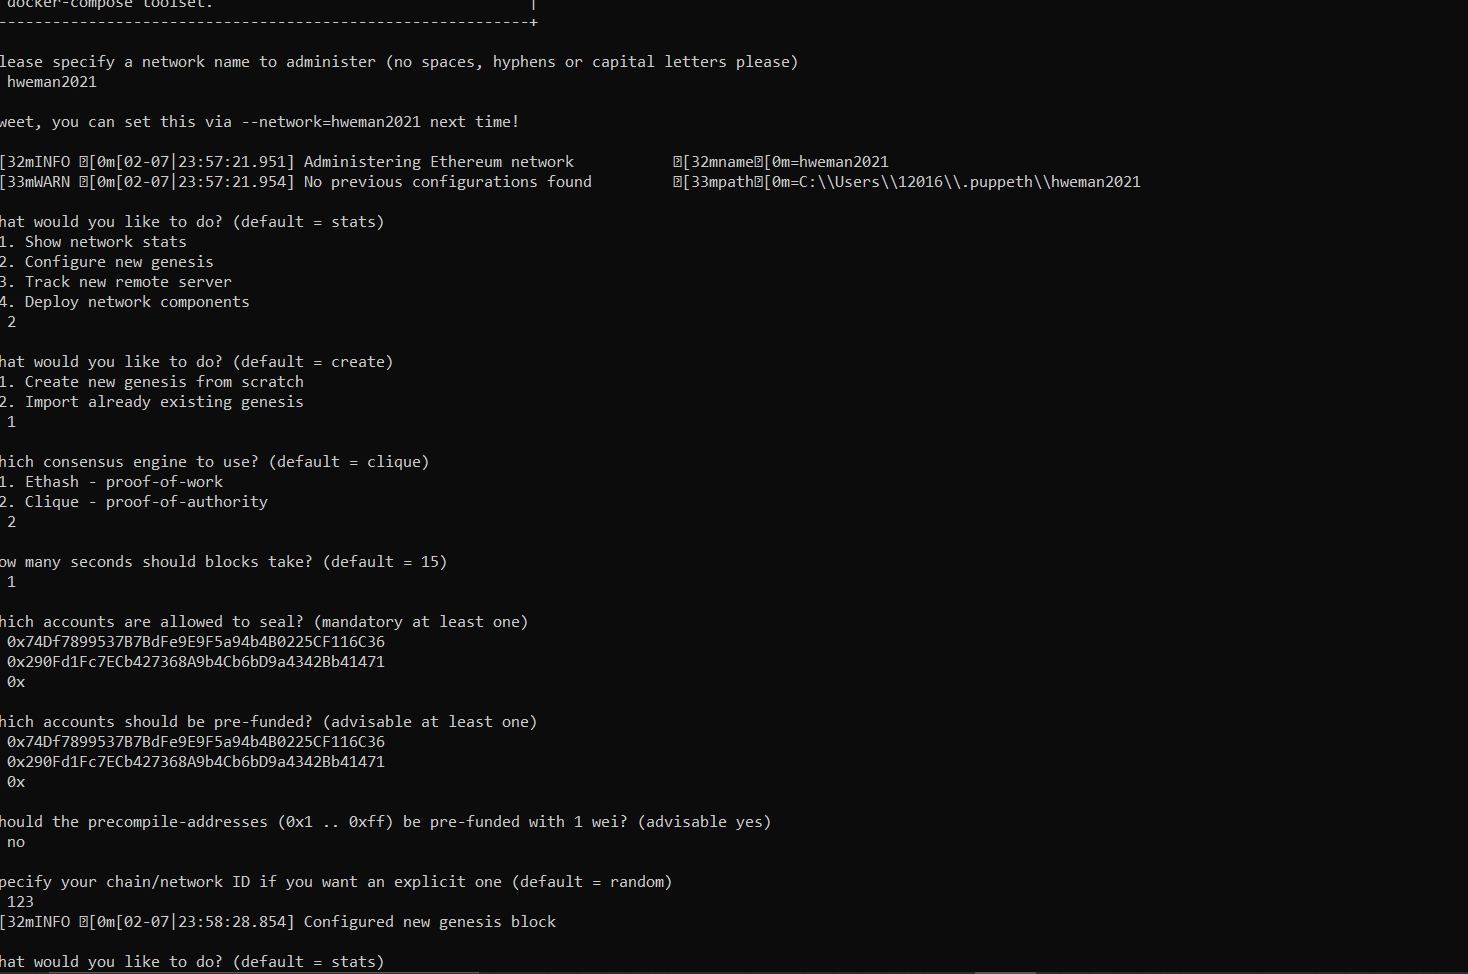 docker-compose toolset. |
-----------------------------------------------------------+
lease specify a network name to administer (no spaces, hyphens or capital letters please)
hweman2021
weet, you can set this via --network=hweman2021 next time!
[32mINFO [0m[02-07|23:57:21.951] Administering Ethereum network [32mname[0m=hweman2021
[33mWARN [0m[02-07|23:57:21.954] No previous configurations found [33mpath[0m=C:\\Users\\12016\\.puppeth\\hweman2021
hat would you like to do? (default = stats)
1. Show network stats
2. Configure new genesis
3. Track new remote server
4. Deploy network components
2
hat would you like to do? (default = create)
1. Create new genesis from scratch
2. Import already existing genesis
1
hich consensus engine to use? (default = clique)
1. Ethash - proof-of-work
2. Clique - proof-of-authority
2
ow many seconds should blocks take? (default = 15)
1
hich accounts are allowed to seal? (mandatory at least one)
0x74Df7899537B7BdFe9E9F5a94b4B0225CF116C36
0x290Fd1Fc7ECb427368A9b4Cb6bD9a4342Bb41471
0x
hich accounts should be pre-funded? (advisable at least one)
0x74Df7899537B7BdFe9E9F5a94b4B0225CF116C36
0x290Fd1Fc7ECb427368A9b4Cb6bD9a4342Bb41471
0x
hould the precompile-addresses (0x1 .. 0xff) be pre-funded with 1 wei? (advisable yes)
no
pecify your chain/network ID if you want an explicit one (default = random)
123
[32mINFO [0m[02-07|23:58:28.854] Configured new genesis block
hat would you like to do? (default = stats)